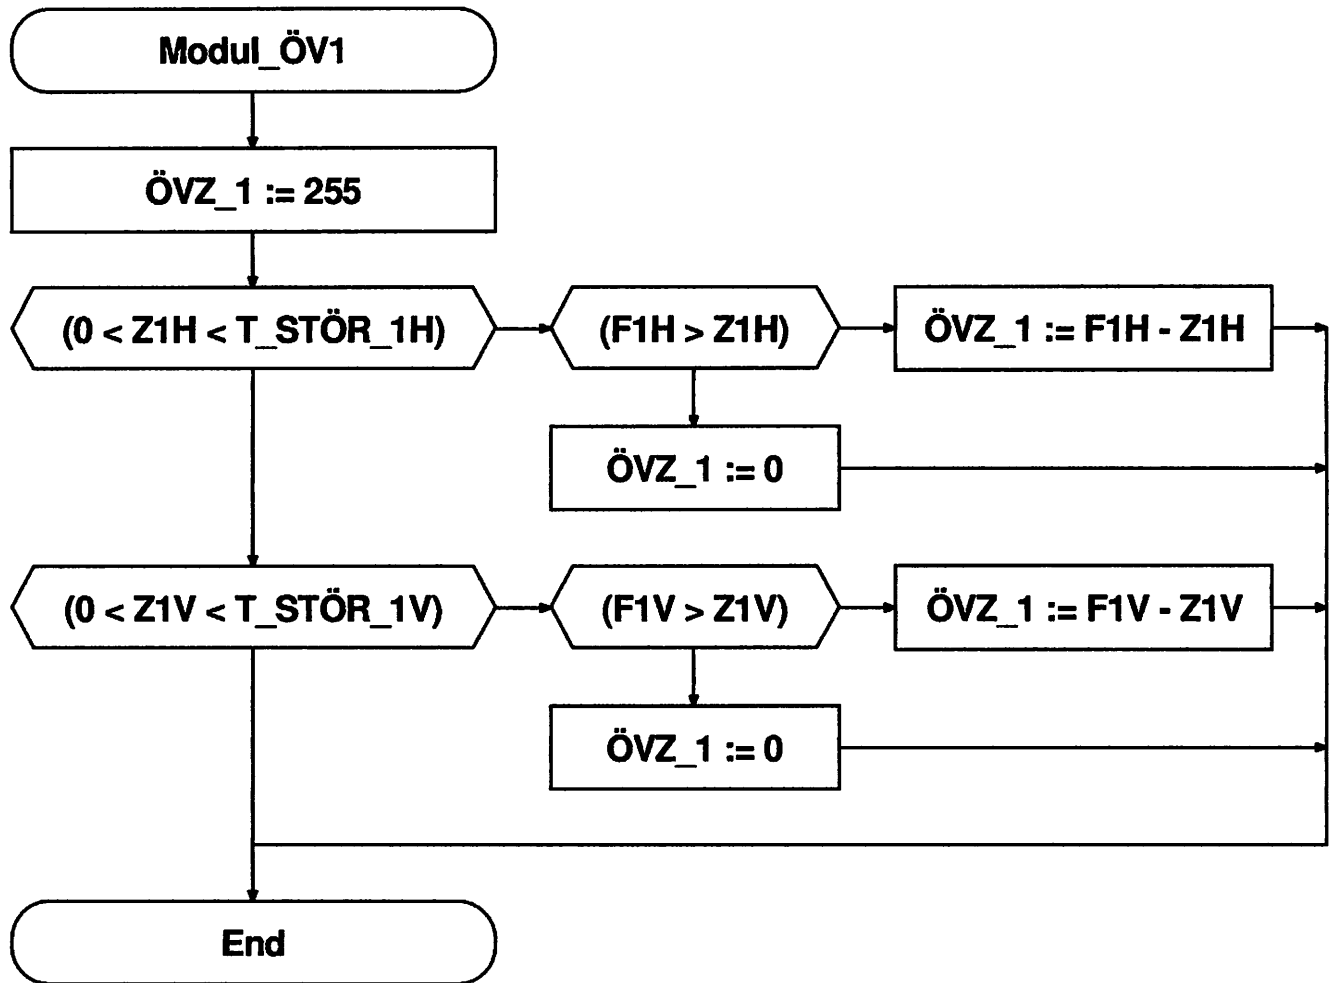 Modul_ÖV1
ÖVZ_1 := 255
(0 < Z1H < T_STÖR_1H)
(F1H > Z1H)
ÖVZ_1 := F1H - Z1H
ÖVZ_1 := 0
(0 < Z1V < T_STÖR_1V)
(F1V > Z1V)
ÖVZ_1 := F1V - Z1V
ÖVZ_1 := 0
End